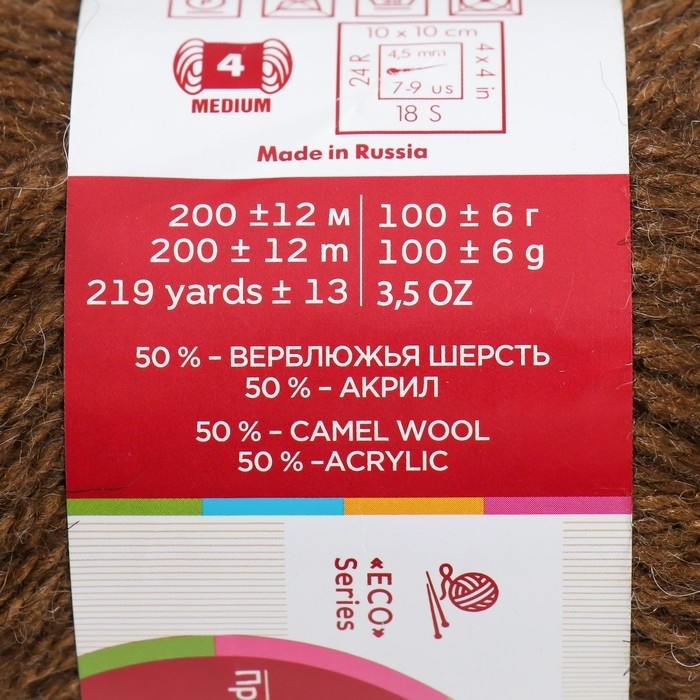 4
MEDIUM
10 x 10 cm
24 R
4,5 mm
7-9 us
4 x 4 in
18 S
Made in Russia
200 ±12 м
100 ± 6 г
200 ± 12 m
100 ± 6 g
219 yards ± 13
3,5 OZ
50 % – ВЕРБЛЮЖЬЯ ШЕРСТЬ
50 % – АКРИЛ
50 % – CAMEL WOOL
50 % –ACRYLIC
«ECO»
Series